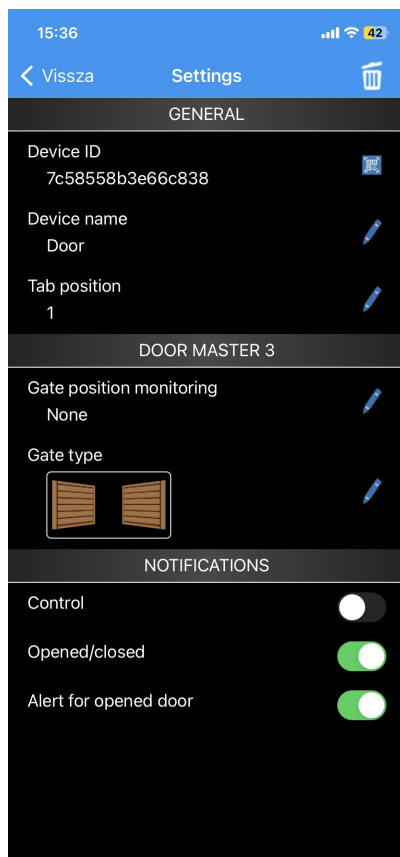 15:36
42
Vissza
Settings
GENERAL
Device ID
7c58558b3e66c838
Device name
Door
Tab position
1
DOOR MASTER 3
Gate position monitoring
None
Gate type
NOTIFICATIONS
Control
Opened/closed
Alert for opened door